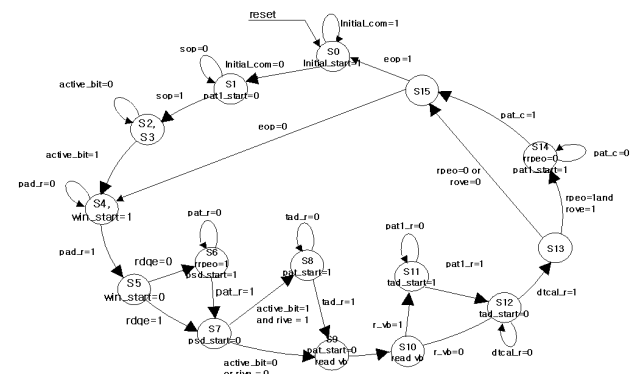 reset
Initial_com=1
S0
Initial_start=1
sop=0
Initial_com=0
eop=1
S1
pat1_start=0
S15
active_bit=0
sop=1
S2,
S3
eop=0
pat_c=1
S14
rrpeo=0
pat1_start=1
pat_c=0
active_bit=1
pad_r=0
S4,
win_start=1
rpeo=0 or
rove=0
rpeo=1and
rove=1
pat_r=0
tad_r=0
pat1_r=0
S13
pad_r=1
rdqe=0
S6
rrpeo=1
psd_start=1
S8
pat_start=1
S11
tad_start=1
pat1_r=1
S5
win_start=0
pat_r=1
dtcal_r=1
rdqe=1
S7
psd_start=0
active_bit=1
and rive = 1
tad_r=1
S12
tad_start=0
S9
pat_start=0
read vb
r_vb=1
S10
read vb
r_vb=0
dtcal_r=0
active_bit=0
or rive = 0